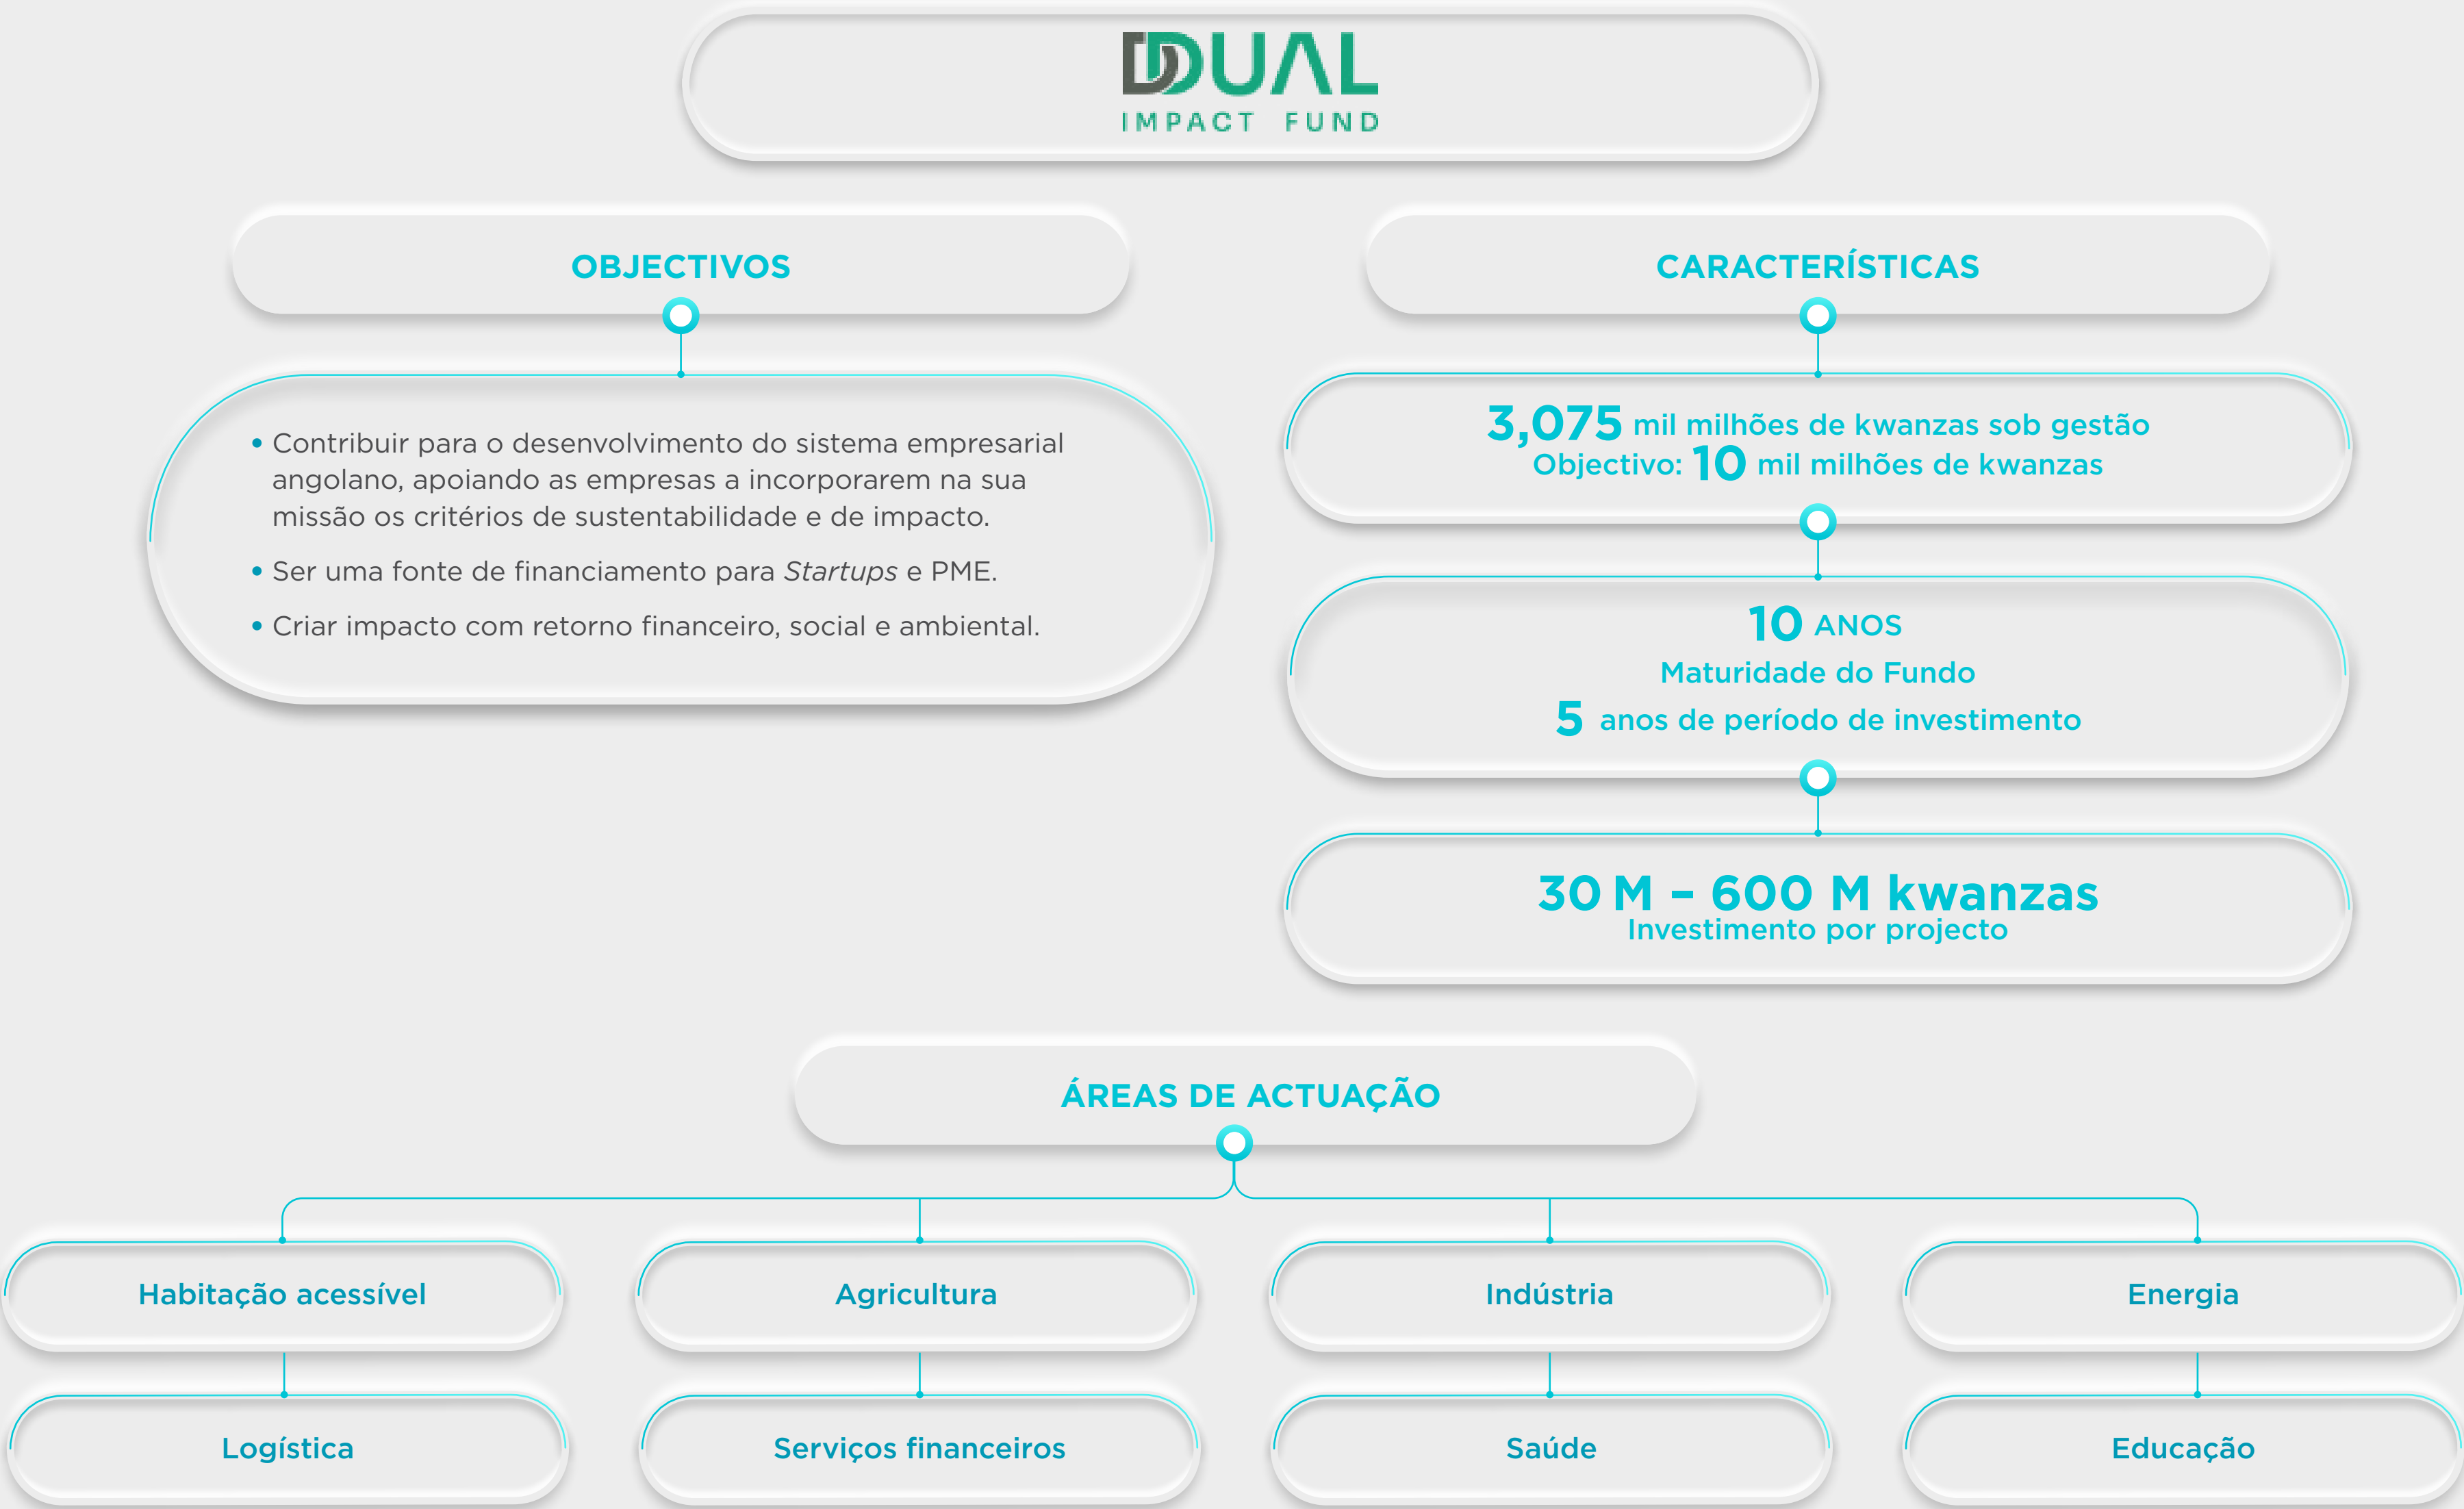 DUAL
IMPACT FUND
OBJECTIVOS
• Contribuir para o desenvolvimento do sistema empresarial
angolano, apoiando as empresas a incorporarem na sua
missão os critérios de sustentabilidade e de impacto.
• Ser uma fonte de financiamento para Startups e PME.
• Criar impacto com retorno financeiro, social e ambiental.
CARACTERÍSTICAS
3,075 mil milhões de kwanzas sob gestão
Objectivo: 10 mil milhões de kwanzas
10 ANOS
Maturidade do Fundo
5 anos de período de investimento
30 M – 600 M kwanzas
Investimento por projecto
ÁREAS DE ACTUAÇÃO
Habitação acessível
Agricultura
Indústria
Energia
Logística
Serviços financeiros
Saúde
Educação